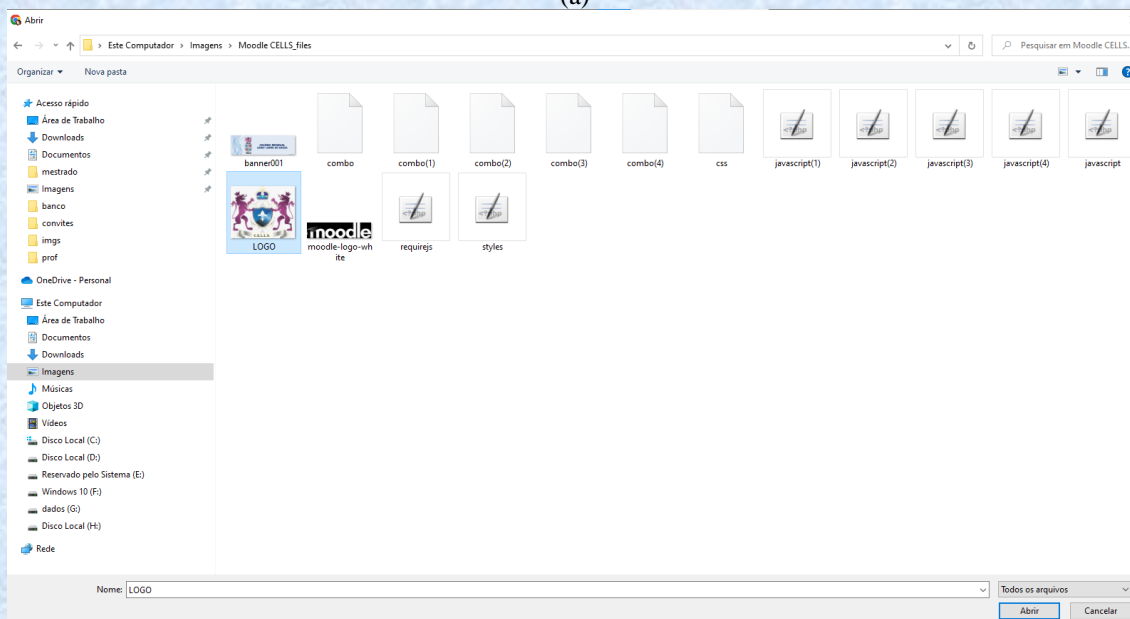 (a)
Abrir
Este Computador > Imagens > Moodle CELLS_files
Pesquisar em Moodle CELLS...
Organizar
Nova pasta
Acesso rápido
Área de Trabalho
Downloads
Documentos
mestrado
Imagens
banco
convites
imgs
prof
OneDrive - Personal
Este Computador
Área de Trabalho
Documentos
Downloads
Imagens
Músicas
Objetos 3D
Vídeos
Disco Local (C:)
Disco Local (D:)
Reservado pelo Sistema (E:)
Windows 10 (F:)
dados (G:)
Disco Local (H:)
Rede
banner001
combo
combo(1)
combo(2)
combo(3)
combo(4)
css
javascript(1)
javascript(2)
javascript(3)
javascript(4)
javascript
moodle
LOGO
moodle-logo-wh
ite
requirejs
styles
Nome:
LOGO
Todos os arquivos
Abrir
Cancelar